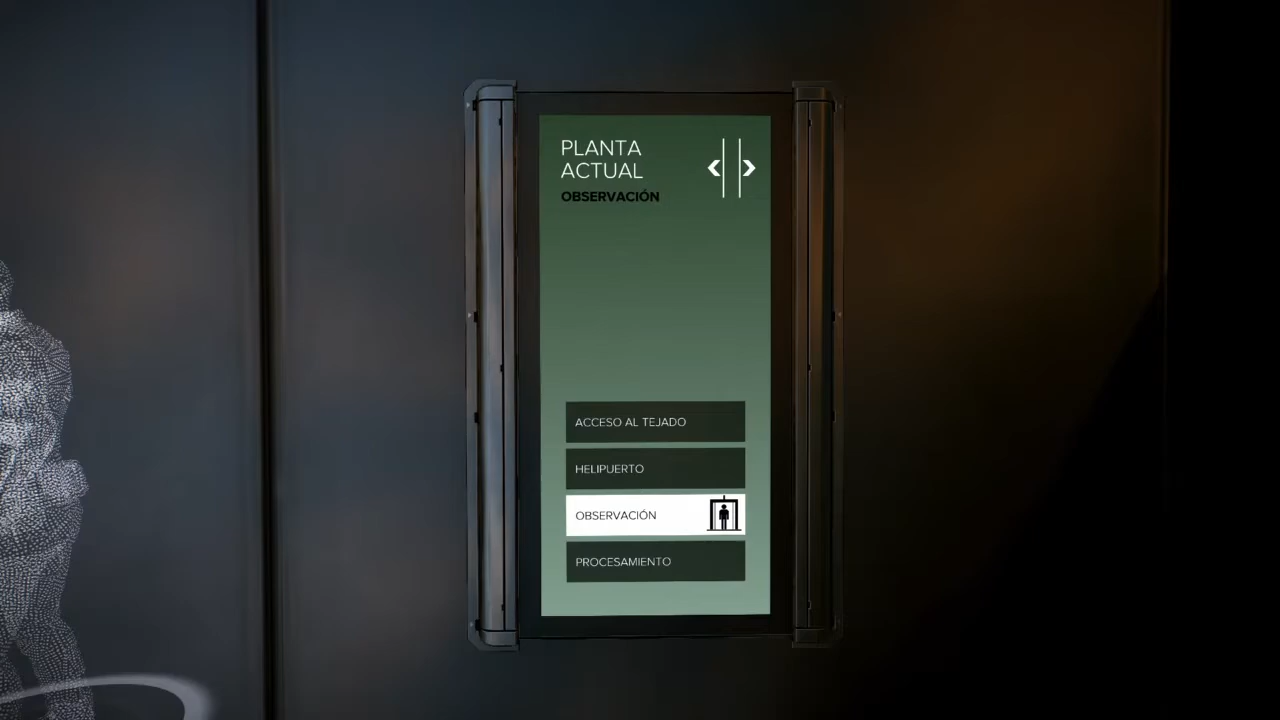 PLANTA
ACTUAL
OBSERVACIÓN
ACCESO AL TEJADO
HELIPUERTO
OBSERVACIÓN
PROCESAMIENTO